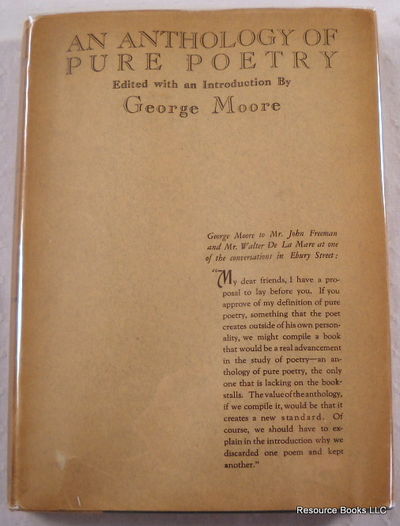 AN ANTHOLOGY OF
PURE POETRY
Edited with an Introduction By
George Moore
George Moore to Mr. John Freeman
and Mr. Walter De La Mare at one
of the conversations in Ebury Street:
"My dear friends, I have a pro-
posal to lay before you. If you
approve of my definition of pure
poetry, something that the poet
creates outside of his own person-
ality, we might compile a book
that would be a real advancement
in the study of poetry—an an-
thology of pure poetry, the only
one that is lacking on the book-
stalls. The value of the anthology,
if we compile it, would be that it
creates a new standard. Of
course, we should have to ex-
plain in the introduction why we
discarded one poem and kept
another."
Resource Books LLC